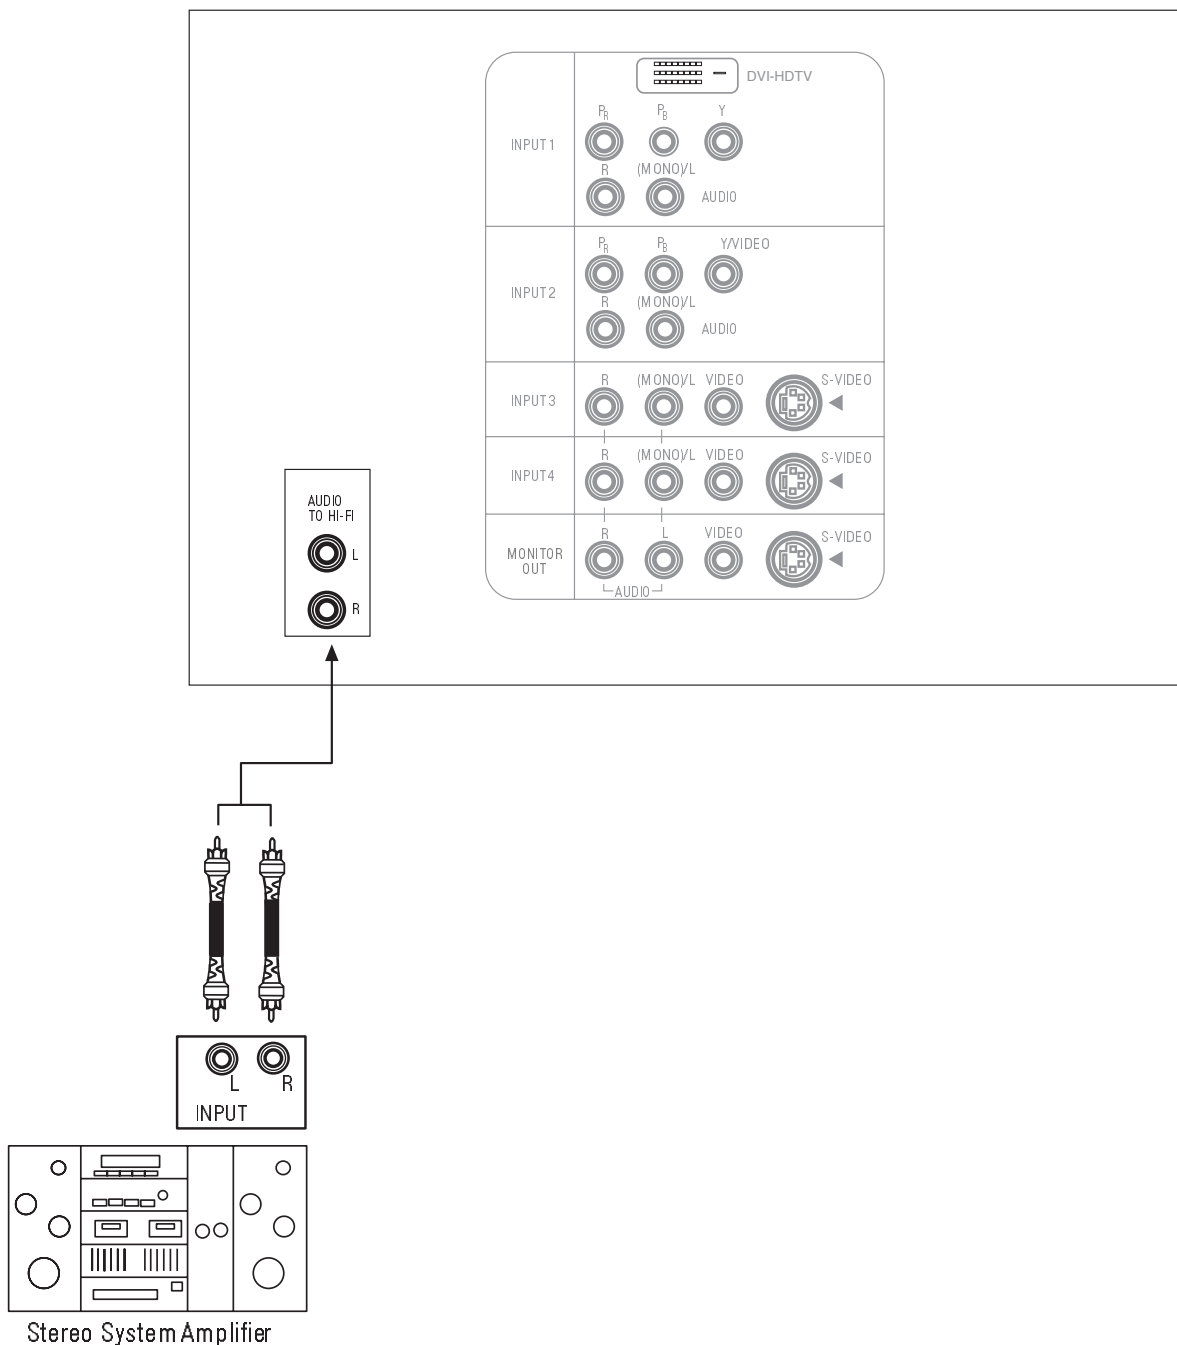 DVI-HDTV
PR PB Y
INPUT 1
R (MONO)/L
AUDIO
PR PB Y/VIDEO
INPUT 2
R (MONO)/L
AUDIO
R (MONO)/L VIDEO S-VIDEO
INPUT 3
R (MONO)/L VIDEO S-VIDEO
INPUT 4
R L VIDEO S-VIDEO
MONITOR
OUT
AUDIO
AUDIO
TO HI-FI
L
R
L R
INPUT
Stereo System Amplifier